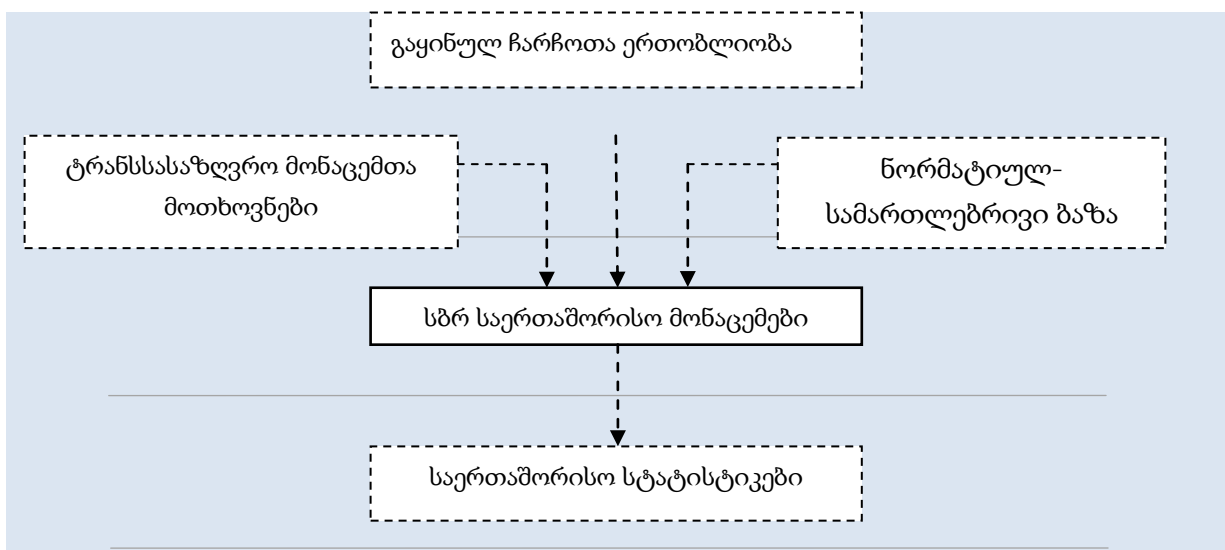 გაყინულ ჩარჩოთა ერთობლიობა
ტრანსსასაზღვრო მონაცემთა
მოთხოვნები
ნორმატიულ-
სამართლებრივი ბაზა
სბრ საერთაშორისო მონაცემები
საერთაშორისო სტატისტიკები